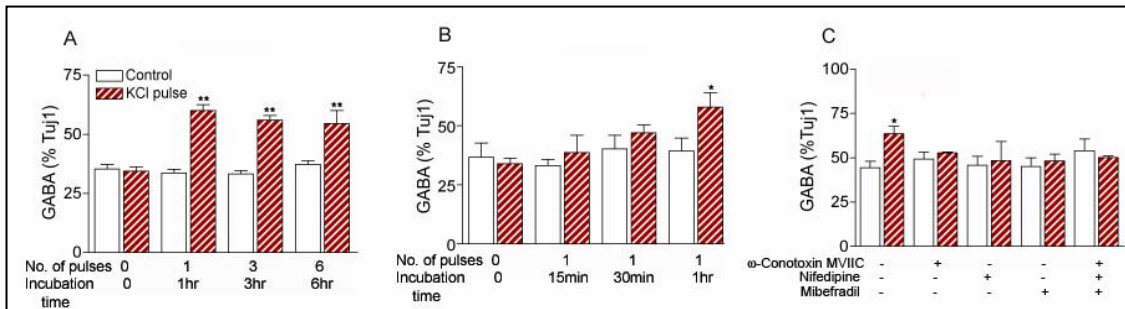 A
Control
KCl pulse
GABA (% Tuj1)
75
50
25
0
**
**
**
No. of pulses 0 1 3 6
Incubation time 0 1hr 3hr 6hr
B
GABA (% Tuj1)
75
50
25
0
*
No. of pulses 0 1 1 1
Incubation time 0 15min 30min 1hr
C
GABA (%Tuj1)
100
75
50
25
0
*
ω-Conotoxin MVIIC - + - - +
Nifedipine - - + - +
Mibefradil - - - + +